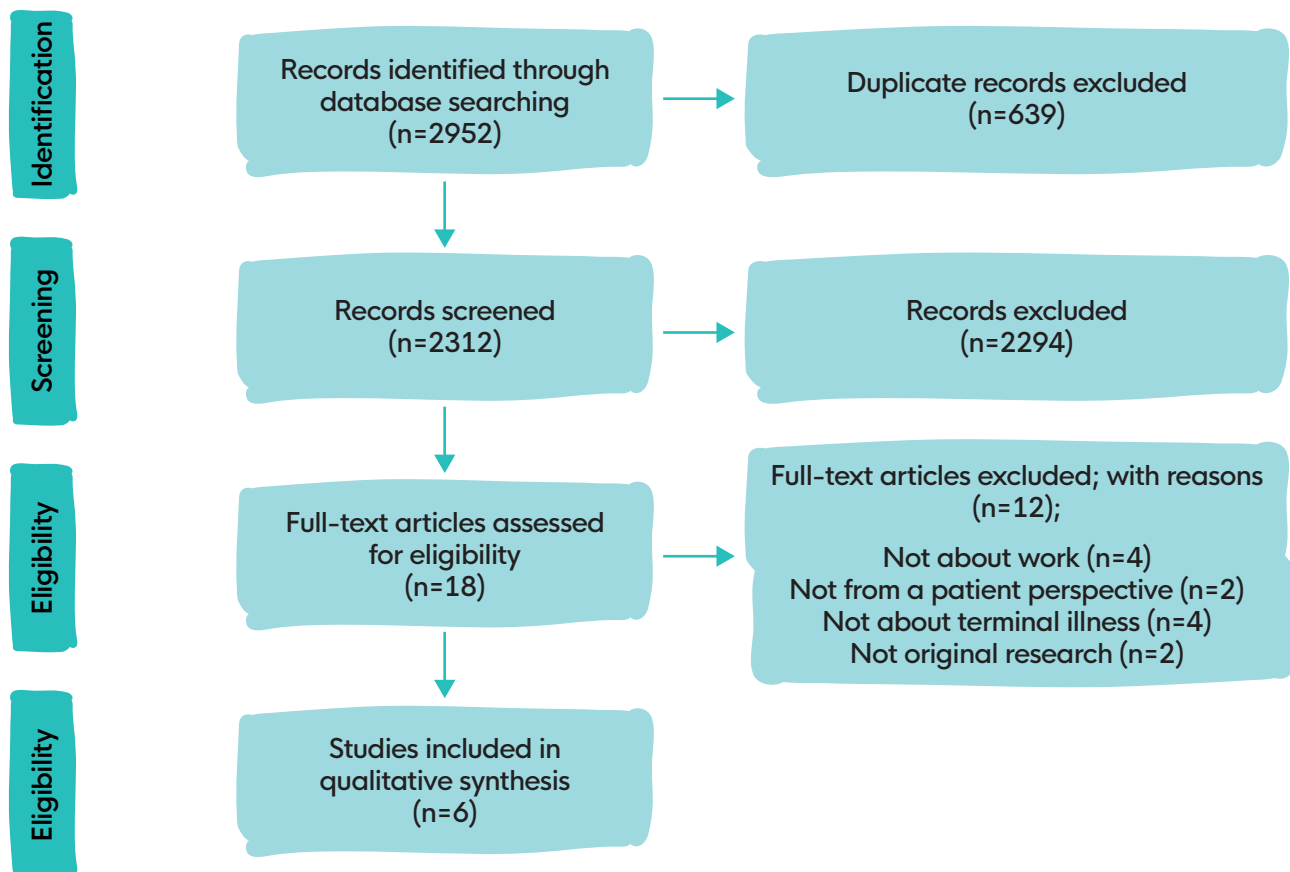 Identification
Records identified through
database searching
(n=2952)
Duplicate records excluded
(n=639)
Screening
Records screened
(n=2312)
Records excluded
(n=2294)
Eligibility
Full-text articles assessed
for eligibility
(n=18)
Full-text articles excluded; with reasons
(n=12);
Not about work (n=4)
Not from a patient perspective (n=2)
Not about terminal illness (n=4)
Not original research (n=2)
Eligibility
Studies included in
qualitative synthesis
(n=6)